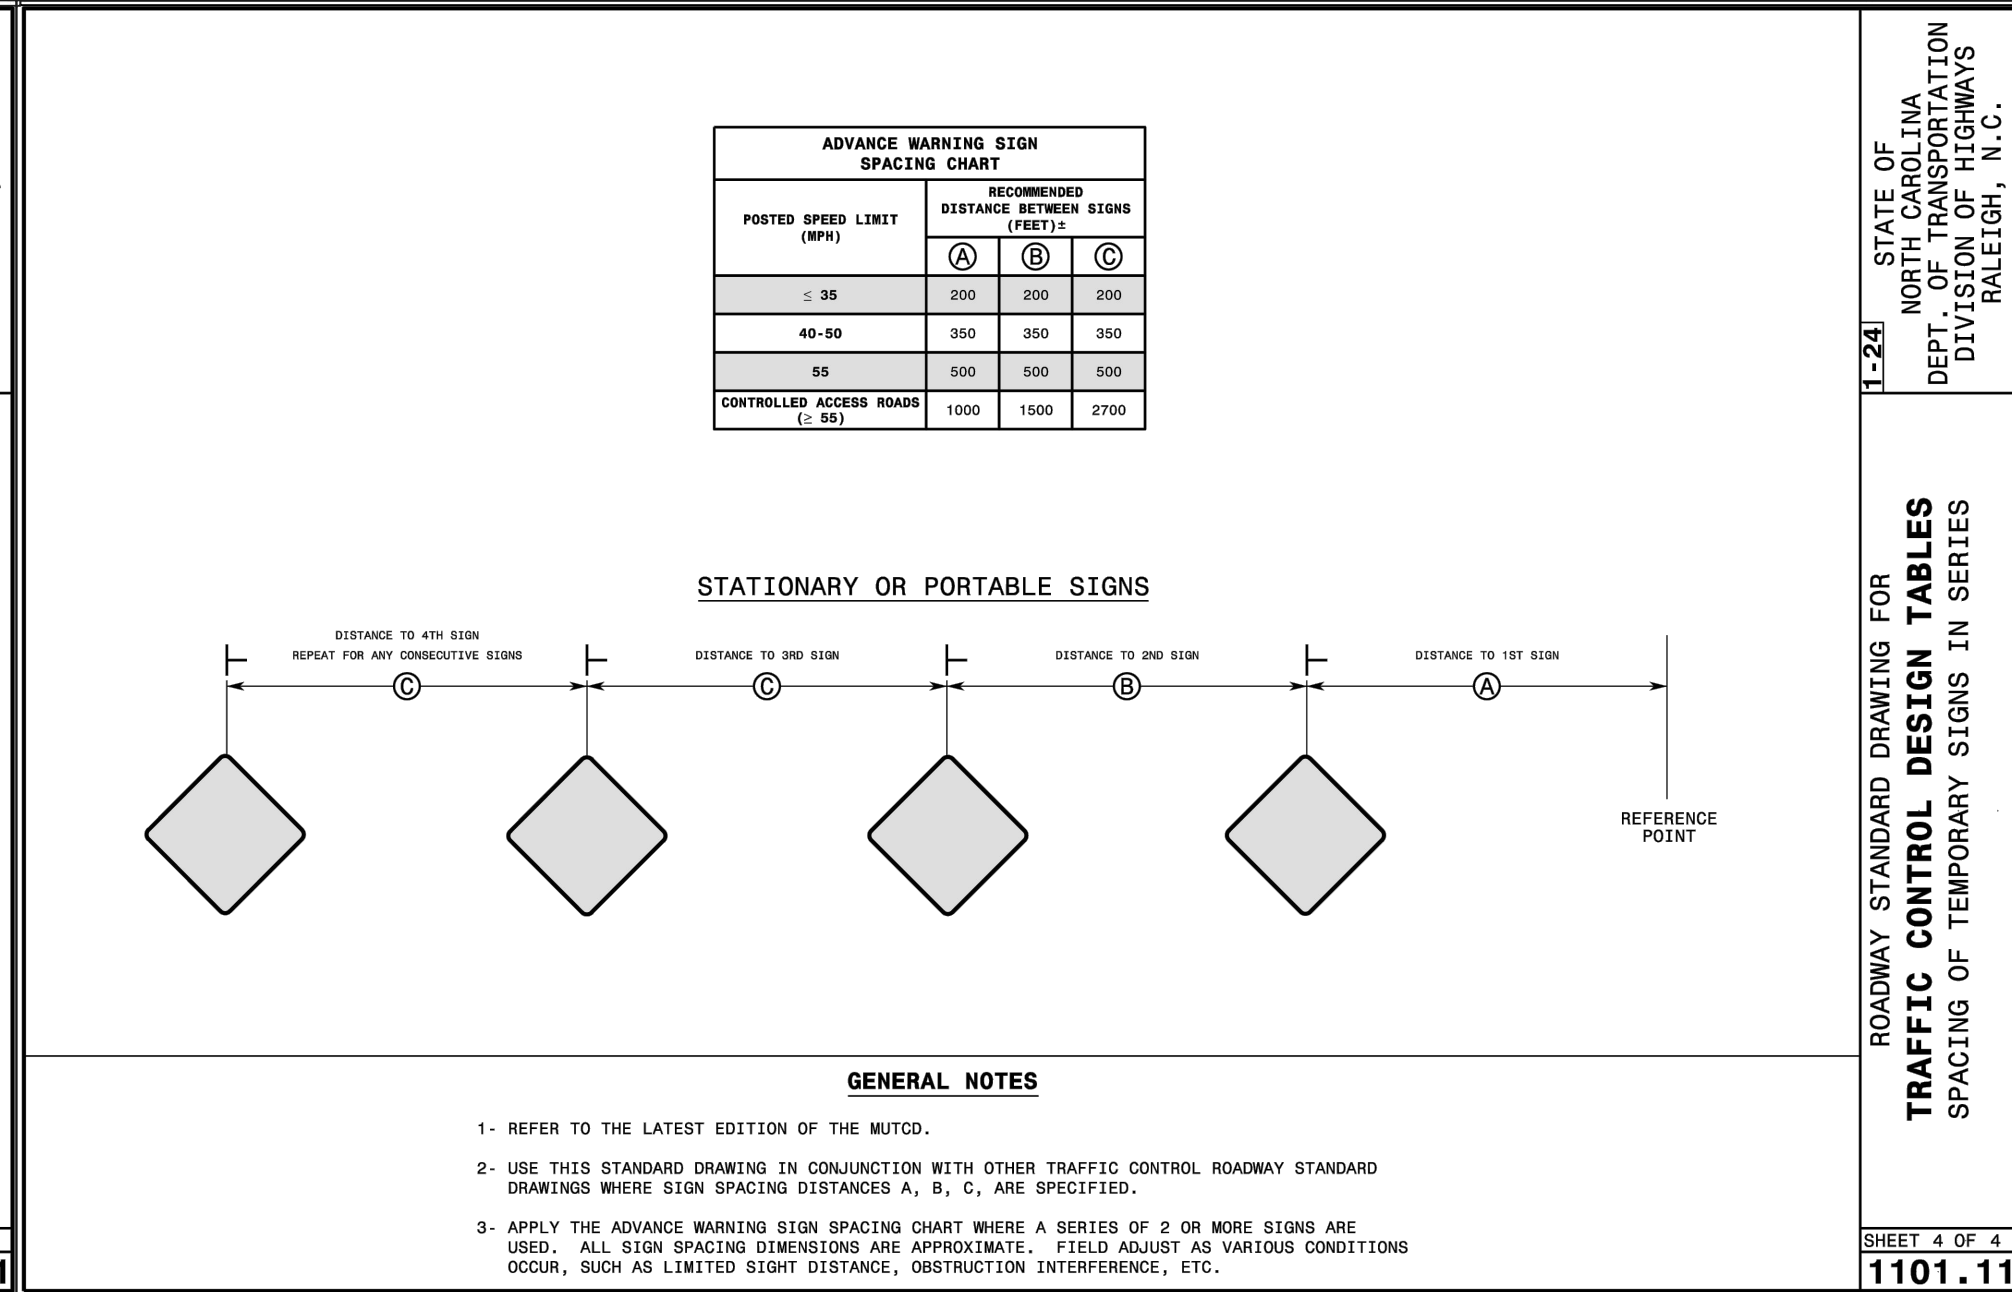 ADVANCE WARNING SIGN
SPACING CHART
POSTED SPEED LIMIT
(MPH)
RECOMMENDED
DISTANCE BETWEEN SIGNS
(FEET)±
A B C
≤ 35 200 200 200
40-50 350 350 350
55 500 500 500
CONTROLLED ACCESS ROADS
(≥ 55) 1000 1500 2700
STATIONARY OR PORTABLE SIGNS
DISTANCE TO 4TH SIGN
REPEAT FOR ANY CONSECUTIVE SIGNS
C
DISTANCE TO 3RD SIGN
C
DISTANCE TO 2ND SIGN
B
DISTANCE TO 1ST SIGN
A
REFERENCE
POINT
GENERAL NOTES
1- REFER TO THE LATEST EDITION OF THE MUTCD.
2- USE THIS STANDARD DRAWING IN CONJUNCTION WITH OTHER TRAFFIC CONTROL ROADWAY STANDARD
DRAWINGS WHERE SIGN SPACING DISTANCES A, B, C, ARE SPECIFIED.
3- APPLY THE ADVANCE WARNING SIGN SPACING CHART WHERE A SERIES OF 2 OR MORE SIGNS ARE
USED. ALL SIGN SPACING DIMENSIONS ARE APPROXIMATE. FIELD ADJUST AS VARIOUS CONDITIONS
OCCUR, SUCH AS LIMITED SIGHT DISTANCE, OBSTRUCTION INTERFERENCE, ETC.
1-24
STATE OF
NORTH CAROLINA
DEPT. OF TRANSPORTATION
DIVISION OF HIGHWAYS
RALEIGH, N.C.
ROADWAY STANDARD DRAWING FOR
TRAFFIC CONTROL DESIGN TABLES
SPACING OF TEMPORARY SIGNS IN SERIES
SHEET 4 OF 4
1101.11